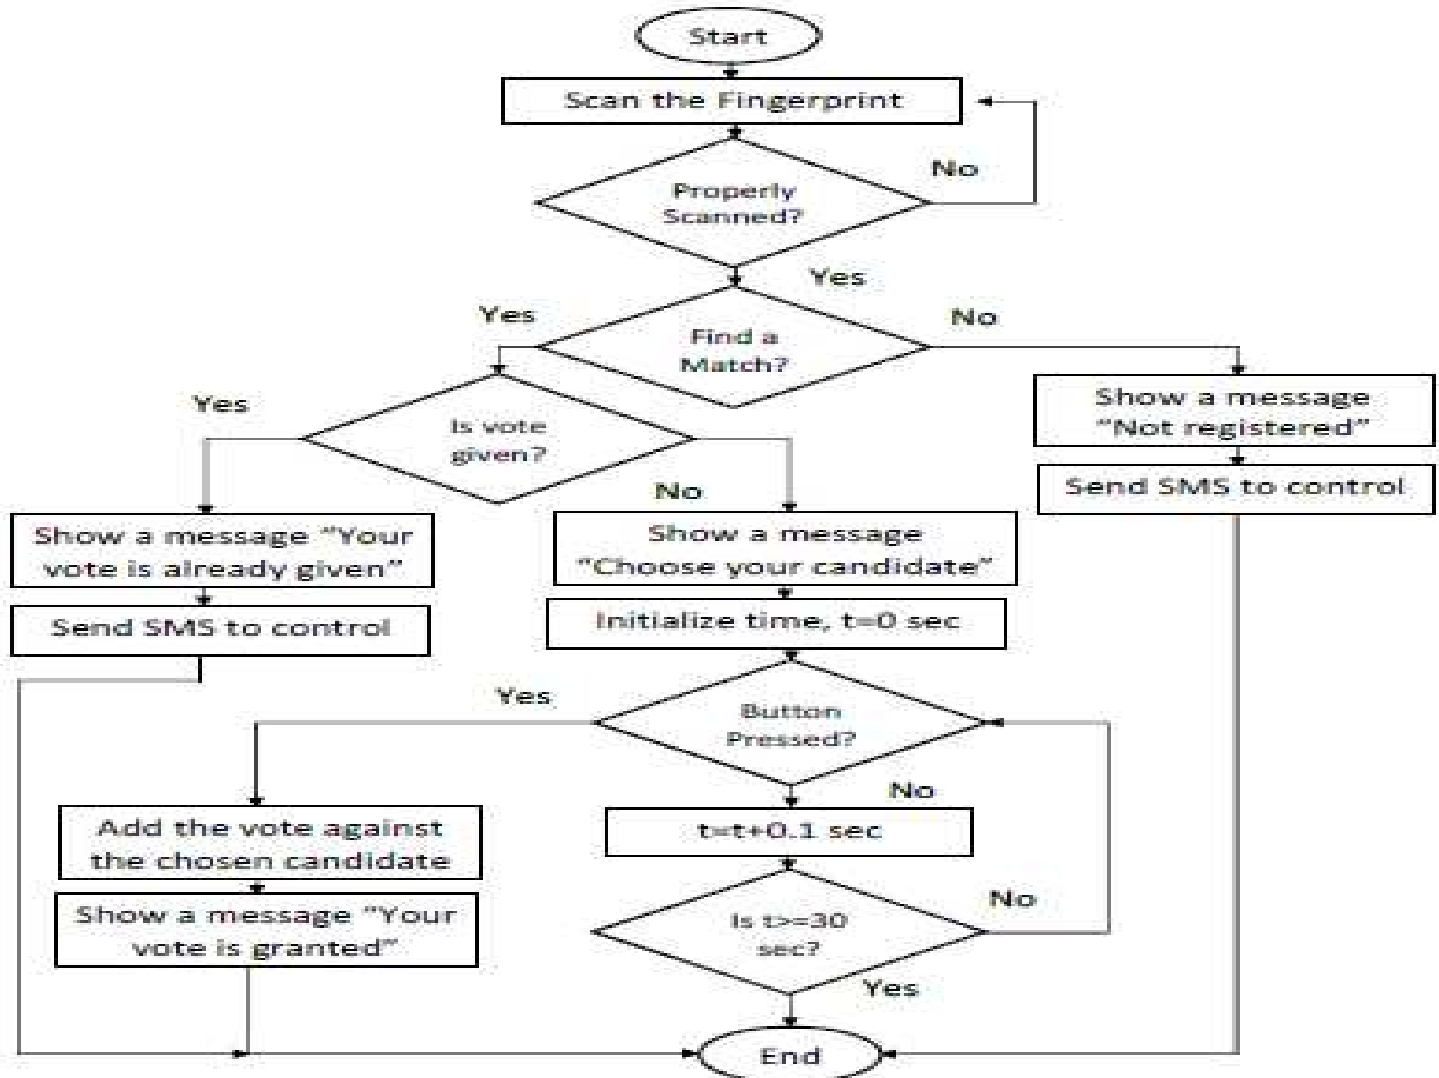 Start
Scan the Fingerprint
No
Properly
Scanned?
Yes
Yes
No
Find a
Match?
Yes
Is vote
given?
No
Show a message
“Not registered”
Send SMS to control
Show a message “Your
vote is already given”
Send SMS to control
Show a message
“Choose your candidate”
Initialize time, t=0 sec
Yes
Button
Pressed?
No
Add the vote against
the chosen candidate
Show a message “Your
vote is granted”
t=t+0.1 sec
No
Is t>=30
sec?
Yes
End